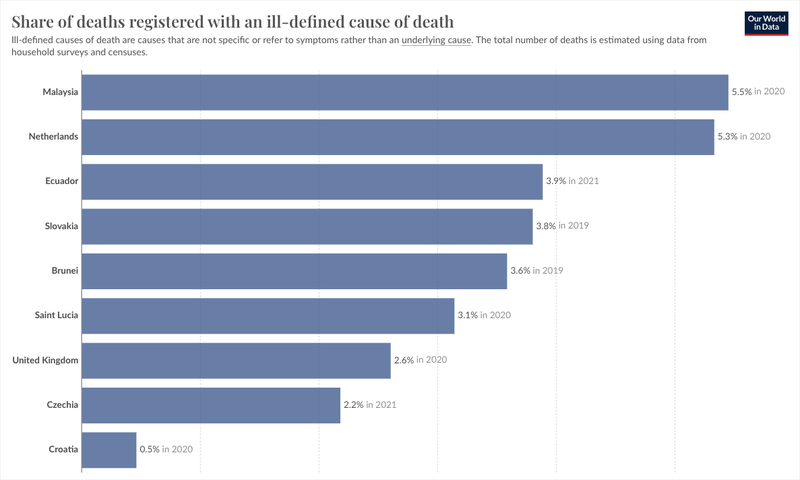 Share of deaths registered with an ill-defined cause of death
Our World
in Data
Ill-defined causes of death are causes that are not specific or refer to symptoms rather than an underlying cause. The total number of deaths is estimated using data from
household surveys and censuses.
Malaysia 5.5% in 2020
Netherlands 5.3% in 2020
Ecuador 3.9% in 2021
Slovakia 3.8% in 2019
Brunei 3.6% in 2019
Saint Lucia 3.1% in 2020
United Kingdom 2.6% in 2020
Czechia 2.2% in 2021
Croatia 0.5% in 2020